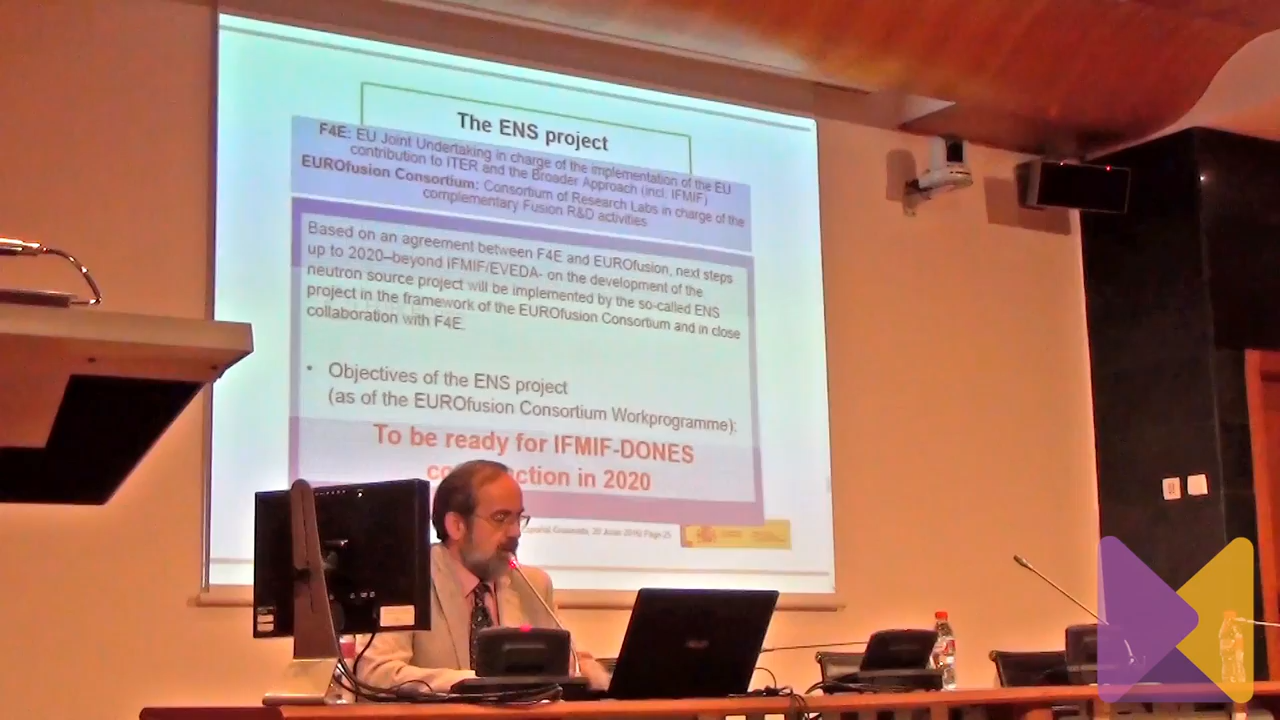 The ENS project
F4E: EU Joint Undertaking in charge of the implementation of the EU
contribution to ITER and the Broader Approach (incl. IFMIF)
EUROfusion Consortium: Consortium of Research Labs in charge of the
complementary Fusion R&D activities
Based on an agreement between F4E and EUROfusion, next steps
up to 2020–beyond IFMIF/EVEDA- on the development of the
neutron source project will be implemented by the so-called ENS
project in the framework of the EUROfusion Consortium and in close
collaboration with F4E.
• Objectives of the ENS project
(as of the EUROfusion Consortium Workprogramme):
To be ready for IFMIF-DONES
ction in 2020
Page 25